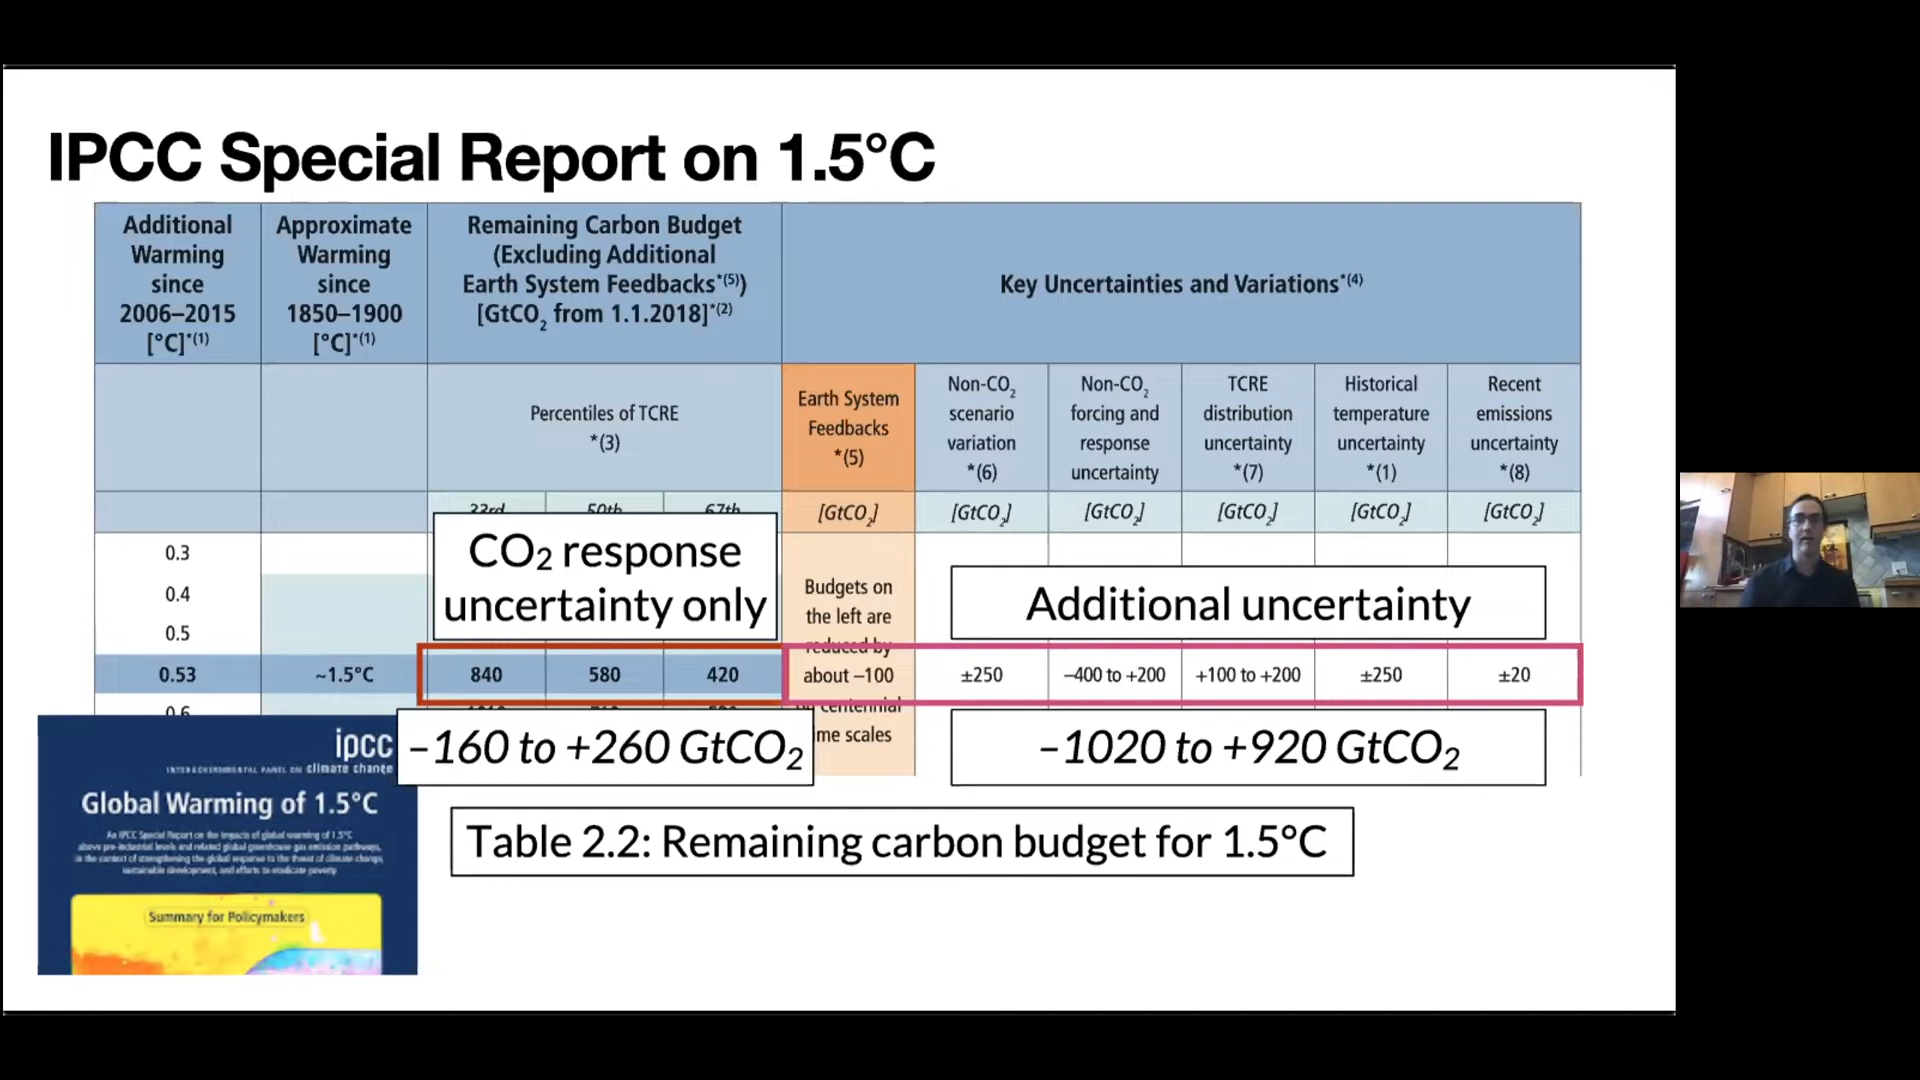 IPCC Special Report on 1.5°C
Additional
Warming
since
2006–2015
[°C]*(1)
Approximate
Warming
since
1850–1900
[°C]*(1)
Remaining Carbon Budget
(Excluding Additional
Earth System Feedbacks*(5))
[GtCO2 from 1.1.2018]*(2)
Key Uncertainties and Variations*(4)
Percentiles of TCRE
*(3)
Earth System
Feedbacks
*(5)
Non-CO2
scenario
variation
*(6)
Non-CO2
forcing and
response
uncertainty
TCRE
distribution
uncertainty
*(7)
Historical
temperature
uncertainty
*(1)
Recent
emissions
uncertainty
*(8)
33rd 50th 67th [GtCO2] [GtCO2] [GtCO2] [GtCO2] [GtCO2] [GtCO2]
0.3
0.4
0.5
CO2 response
uncertainty only
Budgets on
the left are
reduced by
about –100
on centennial
time scales
Additional uncertainty
0.53 ~1.5°C 840 580 420 ±250 –400 to +200 +100 to +200 ±250 ±20
0.6
–160 to +260 GtCO2
–1020 to +920 GtCO2
Table 2.2: Remaining carbon budget for 1.5°C
ipcc
INTERGOVERNMENTAL PANEL ON climate change
Global Warming of 1.5°C
An IPCC Special Report on the impacts of global warming of 1.5°C
above pre-industrial levels and related global greenhouse gas emission pathways,
in the context of strengthening the global response to the threat of climate change,
sustainable development, and efforts to eradicate poverty
Summary for Policymakers